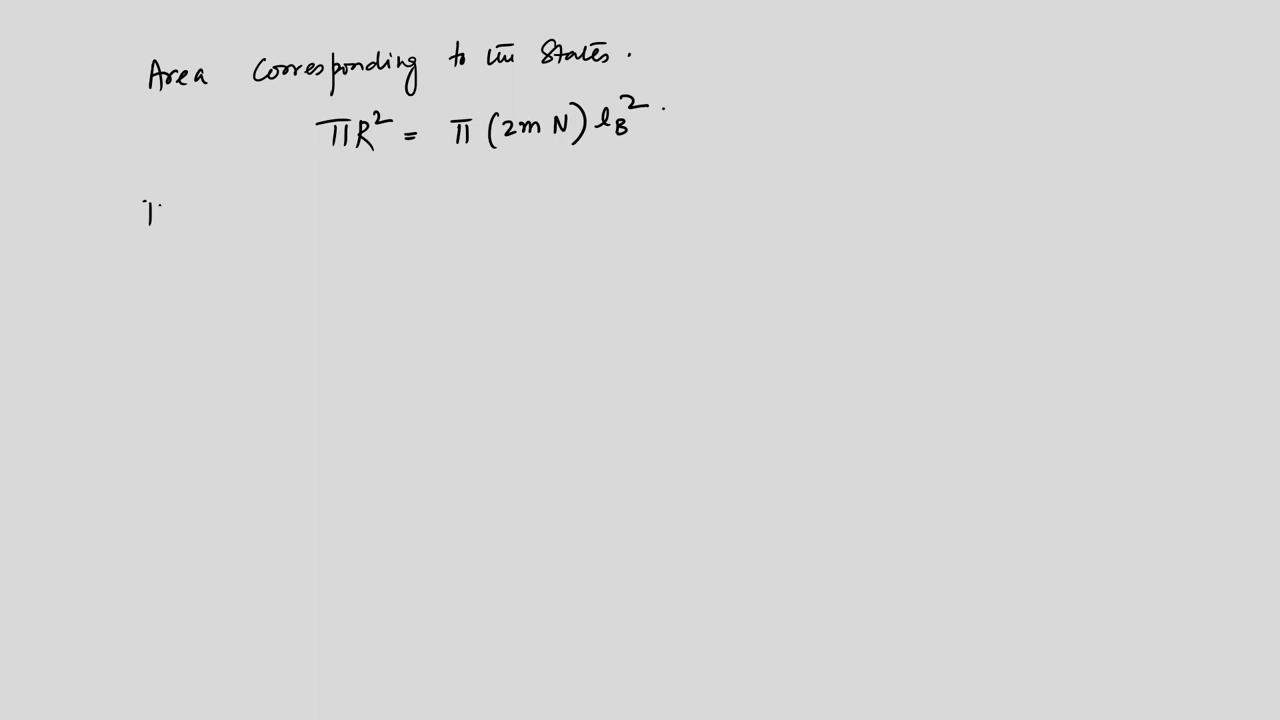 Area Corresponding to the States.
πR² = π (2m N) l_B².
T